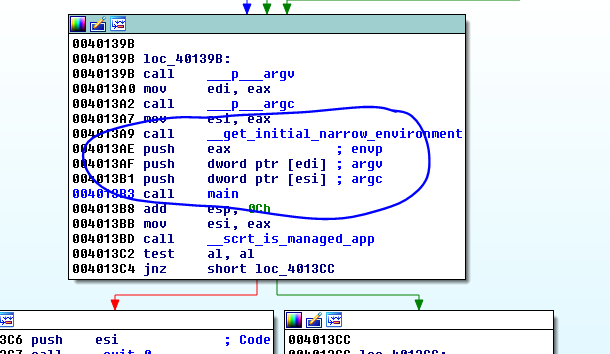 0040139B
0040139B loc_40139B:
0040139B call ___p___argv
004013A0 mov edi, eax
004013A2 call ___p___argc
004013A7 mov esi, eax
004013A9 call __get_initial_narrow_environment
004013AE push eax ; envp
004013AF push dword ptr [edi] ; argv
004013B1 push dword ptr [esi] ; argc
004013B3 call main
004013B8 add esp, 0Ch
004013BB mov esi, eax
004013BD call __scrt_is_managed_app
004013C2 test al, al
004013C4 jnz short loc_4013CC
3C6 push esi ; Code
004013CC